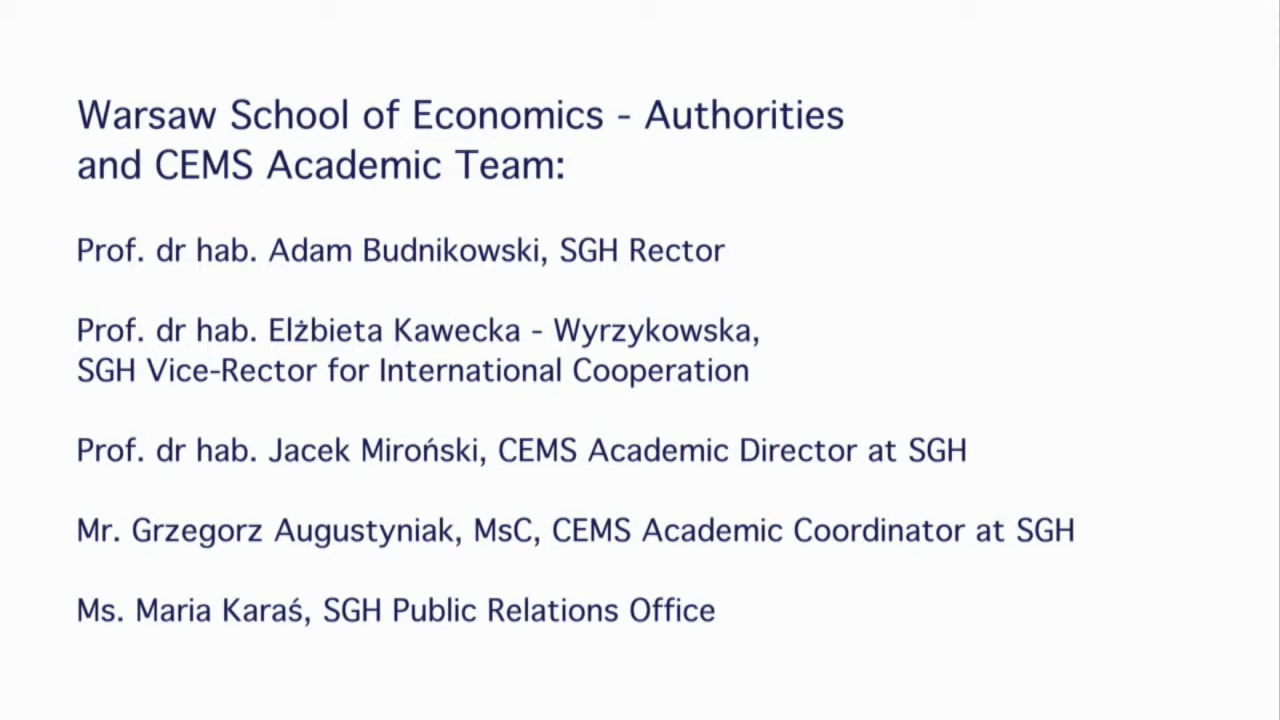 Warsaw School of Economics - Authorities
and CEMS Academic Team:
Prof. dr hab. Adam Budnikowski, SGH Rector
Prof. dr hab. Elżbieta Kawecka - Wyrzykowska,
SGH Vice-Rector for International Cooperation
Prof. dr hab. Jacek Miroński, CEMS Academic Director at SGH
Mr. Grzegorz Augustyniak, MsC, CEMS Academic Coordinator at SGH
Ms. Maria Karaś, SGH Public Relations Office